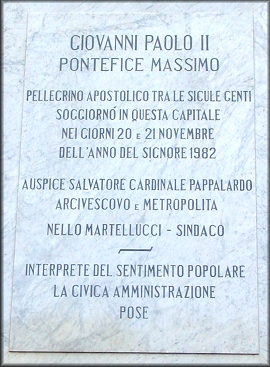 GIOVANNI PAOLO II
PONTEFICE MASSIMO
PELLEGRINO APOSTOLICO TRA LE SICULE GENTI
SOGGIORNÒ IN QUESTA CAPITALE
NEI GIORNI 20 E 21 NOVEMBRE
DELL'ANNO DEL SIGNORE 1982
AUSPICE SALVATORE CARDINALE PAPPALARDO
ARCIVESCOVO E METROPOLITA
NELLO MARTELLUCCI - SINDACO
INTERPRETE DEL SENTIMENTO POPOLARE
LA CIVICA AMMINISTRAZIONE
POSE